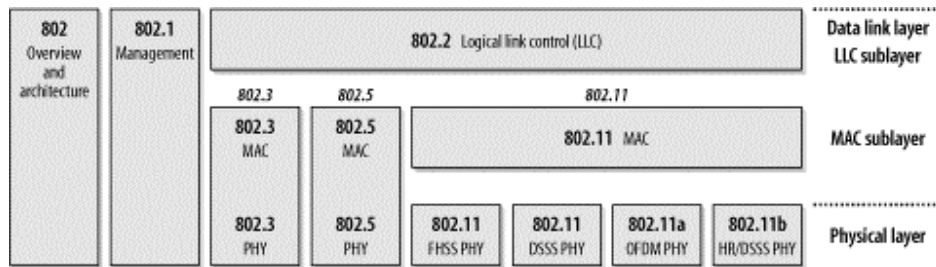 802
Overview
and
architecture
802.1
Management
802.2 Logical link control (LLC)
Data link layer
LLC sublayer
802.3
802.5
802.11
802.3
MAC
802.5
MAC
802.11 MAC
MAC sublayer
802.3
PHY
802.5
PHY
802.11
FHSS PHY
802.11
DSSS PHY
802.11a
OFDM PHY
802.11b
HR/DSSS PHY
Physical layer